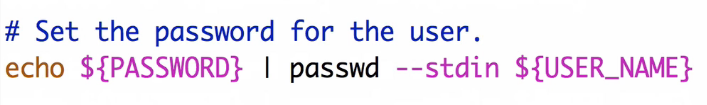 # Set the password for the user.
echo ${PASSWORD} | passwd --stdin ${USER_NAME}